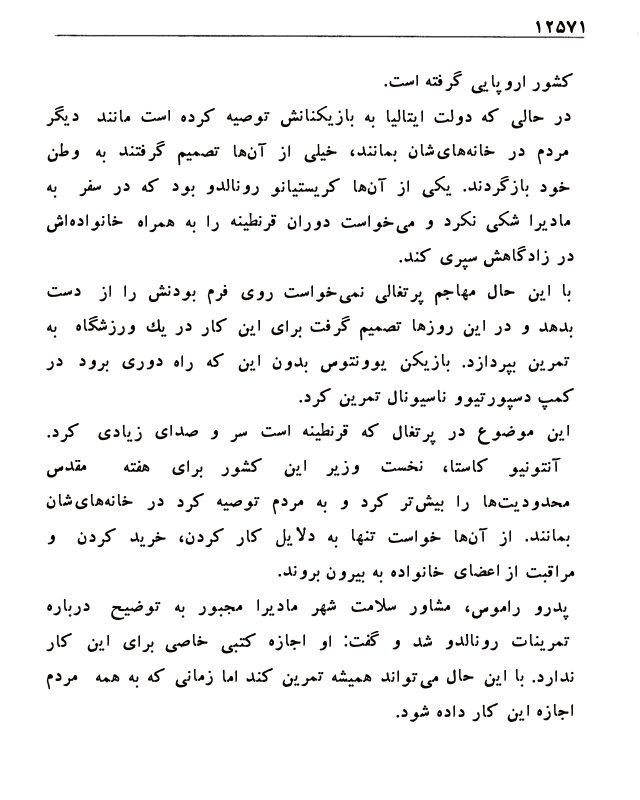 ۱۲۵۷۱
کشور اروپایی گرفته است.
در حالی که دولت ایتالیا به بازیکنانش توصیه کرده است مانند دیگر
مردم در خانه‌های‌شان بمانند، خیلی از آن‌ها تصمیم گرفتند به وطن
خود بازگردند. یکی از آن‌ها کریستیانو رونالدو بود که در سفر به
مادیرا شکی نکرد و می‌خواست دوران قرنطینه را به همراه خانواده‌اش
در زادگاهش سپری کند.
با این حال مهاجم پرتغالی نمی‌خواست روی فرم بودنش را از دست
بدهد و در این روزها تصمیم گرفت برای این کار در یك ورزشگاه به
تمرین بپردازد. بازیکن یوونتوس بدون این که راه دوری برود در
کمپ دسپورتیوو ناسیونال تمرین کرد.
این موضوع در پرتغال که قرنطینه است سر و صدای زیادی کرد.
آنتونیو کاستا، نخست وزیر این کشور برای هفته مقدس
محدودیت‌ها را بیش‌تر کرد و به مردم توصیه کرد در خانه‌های‌شان
بمانند. از آن‌ها خواست تنها به دلایل کار کردن، خرید کردن و
مراقبت از اعضای خانواده به بیرون بروند.
پدرو راموس، مشاور سلامت شهر مادیرا مجبور به توضیح درباره
تمرینات رونالدو شد و گفت: او اجازه کتبی خاصی برای این کار
ندارد. با این حال می‌تواند همیشه تمرین کند اما زمانی که به همه مردم
اجازه این کار داده شود.